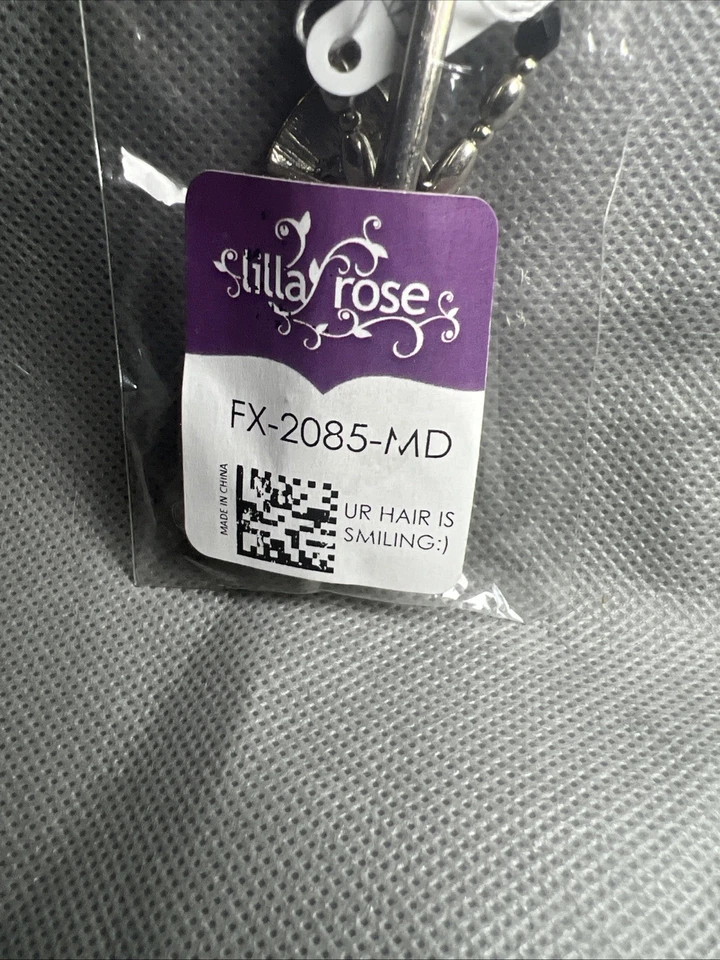 lilla rose
FX-2085-MD
MADE IN CHINA
UR HAIR IS
SMILING:)